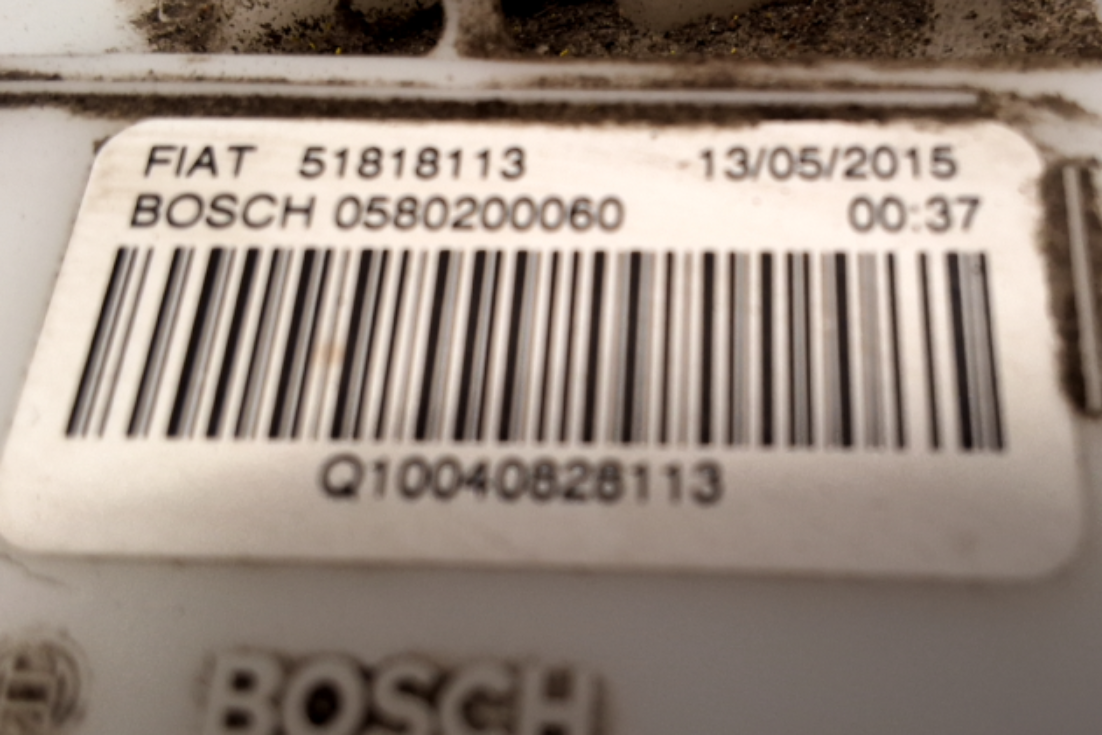 FIAT 51818113 13/05/2015
BOSCH 0580200060 00:37
Q10040828113
BOSCH